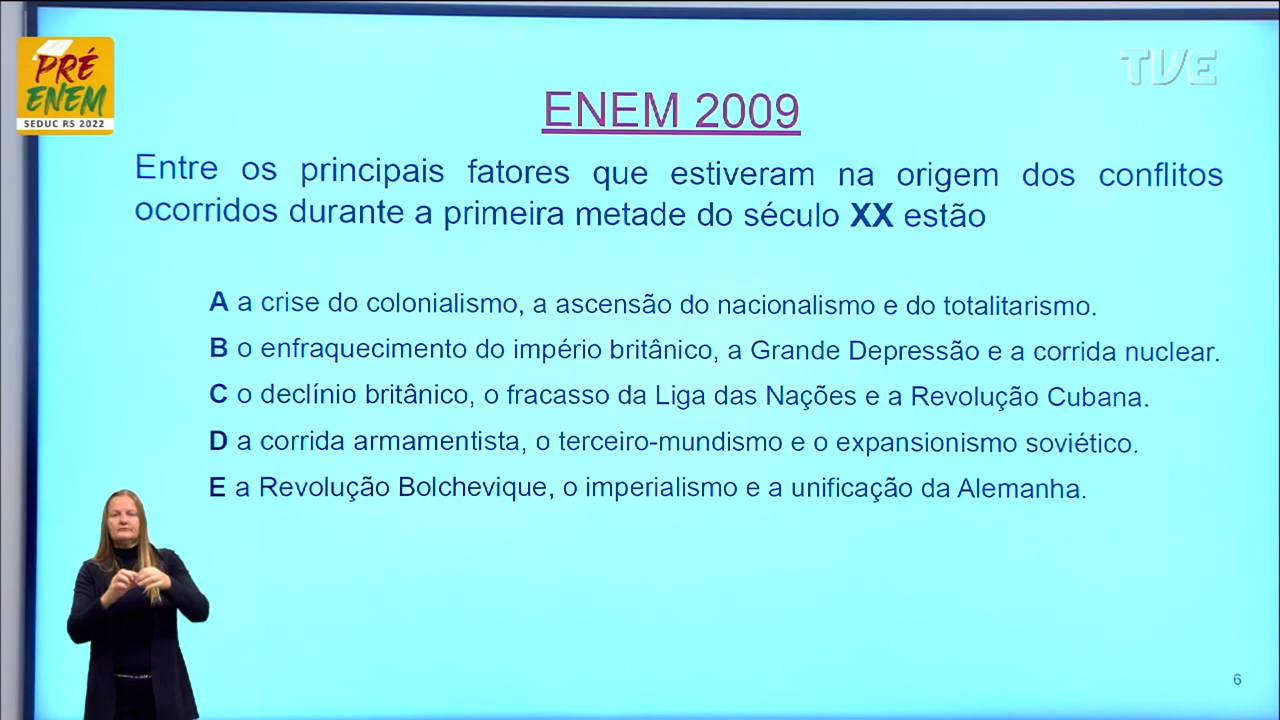 PRÉ
ENEM
SEDUC RS 2022
TVE
ENEM 2009
Entre os principais fatores que estiveram na origem dos conflitos
ocorridos durante a primeira metade do século XX estão
A a crise do colonialismo, a ascensão do nacionalismo e do totalitarismo.
B o enfraquecimento do império britânico, a Grande Depressão e a corrida nuclear.
C o declínio britânico, o fracasso da Liga das Nações e a Revolução Cubana.
D a corrida armamentista, o terceiro-mundismo e o expansionismo soviético.
E a Revolução Bolchevique, o imperialismo e a unificação da Alemanha.
6